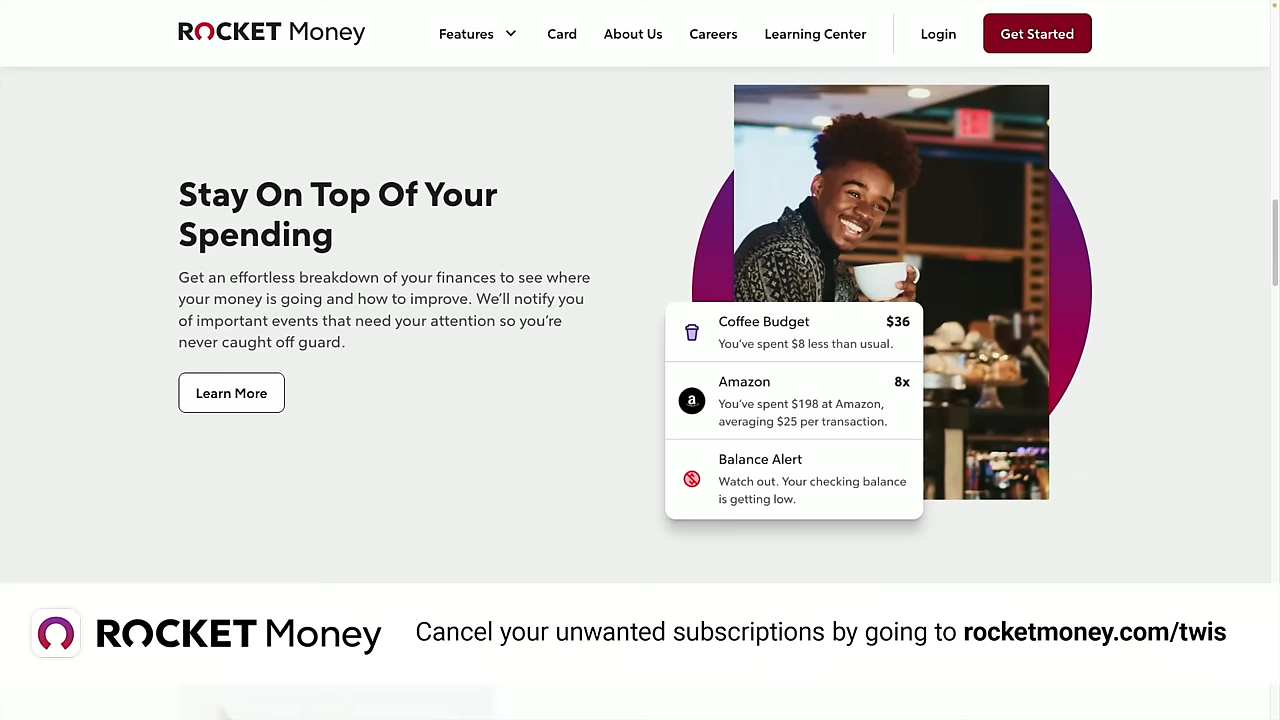 ROCKET Money
Features
Card
About Us
Careers
Learning Center
Login
Get Started
Stay On Top Of Your
Spending
Get an effortless breakdown of your finances to see where
your money is going and how to improve. We'll notify you
of important events that need your attention so you're
never caught off guard.
Learn More
Coffee Budget $36
You've spent $8 less than usual.
a
Amazon 8x
You've spent $198 at Amazon,
averaging $25 per transaction.
Balance Alert
Watch out. Your checking balance
is getting low.
ROCKET Money
Cancel your unwanted subscriptions by going to rocketmoney.com/twis